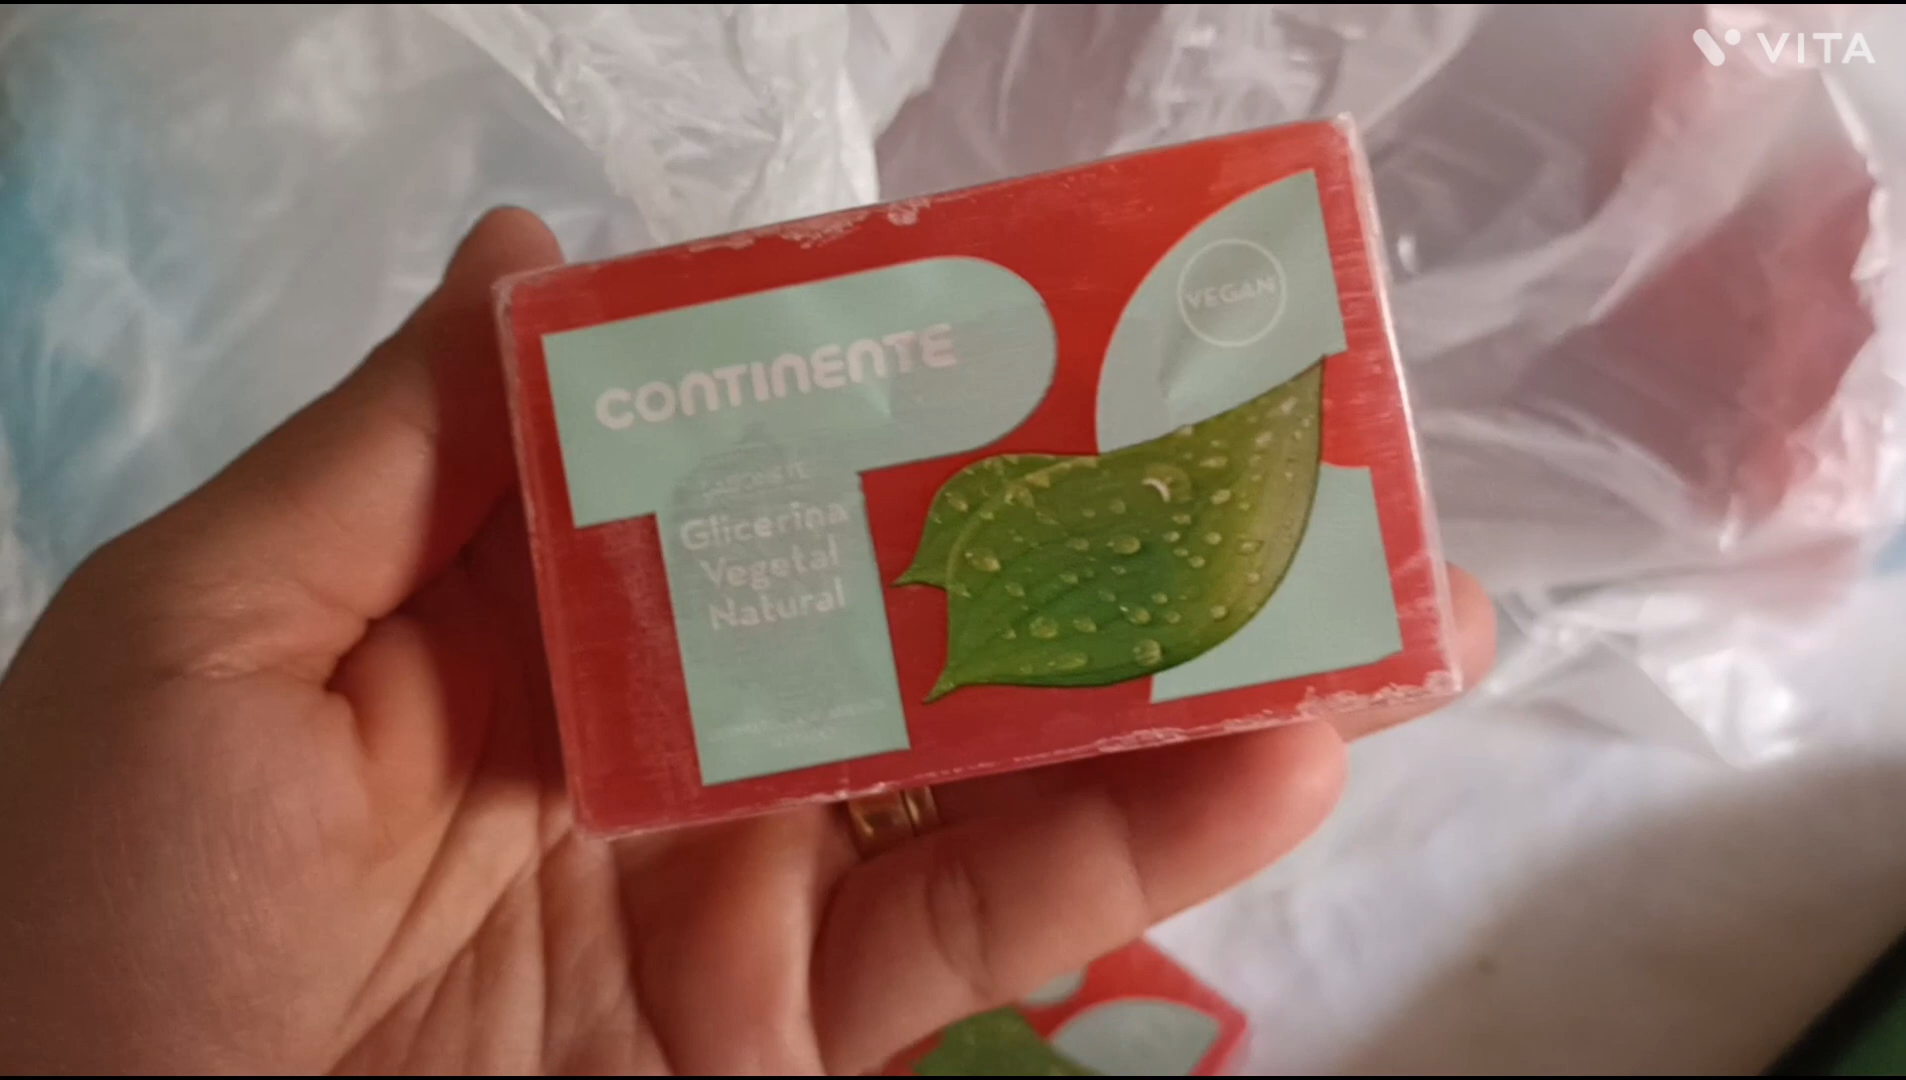 VITA
CONTINENTE
VEGAN
Glicerina
Vegetal
Natural